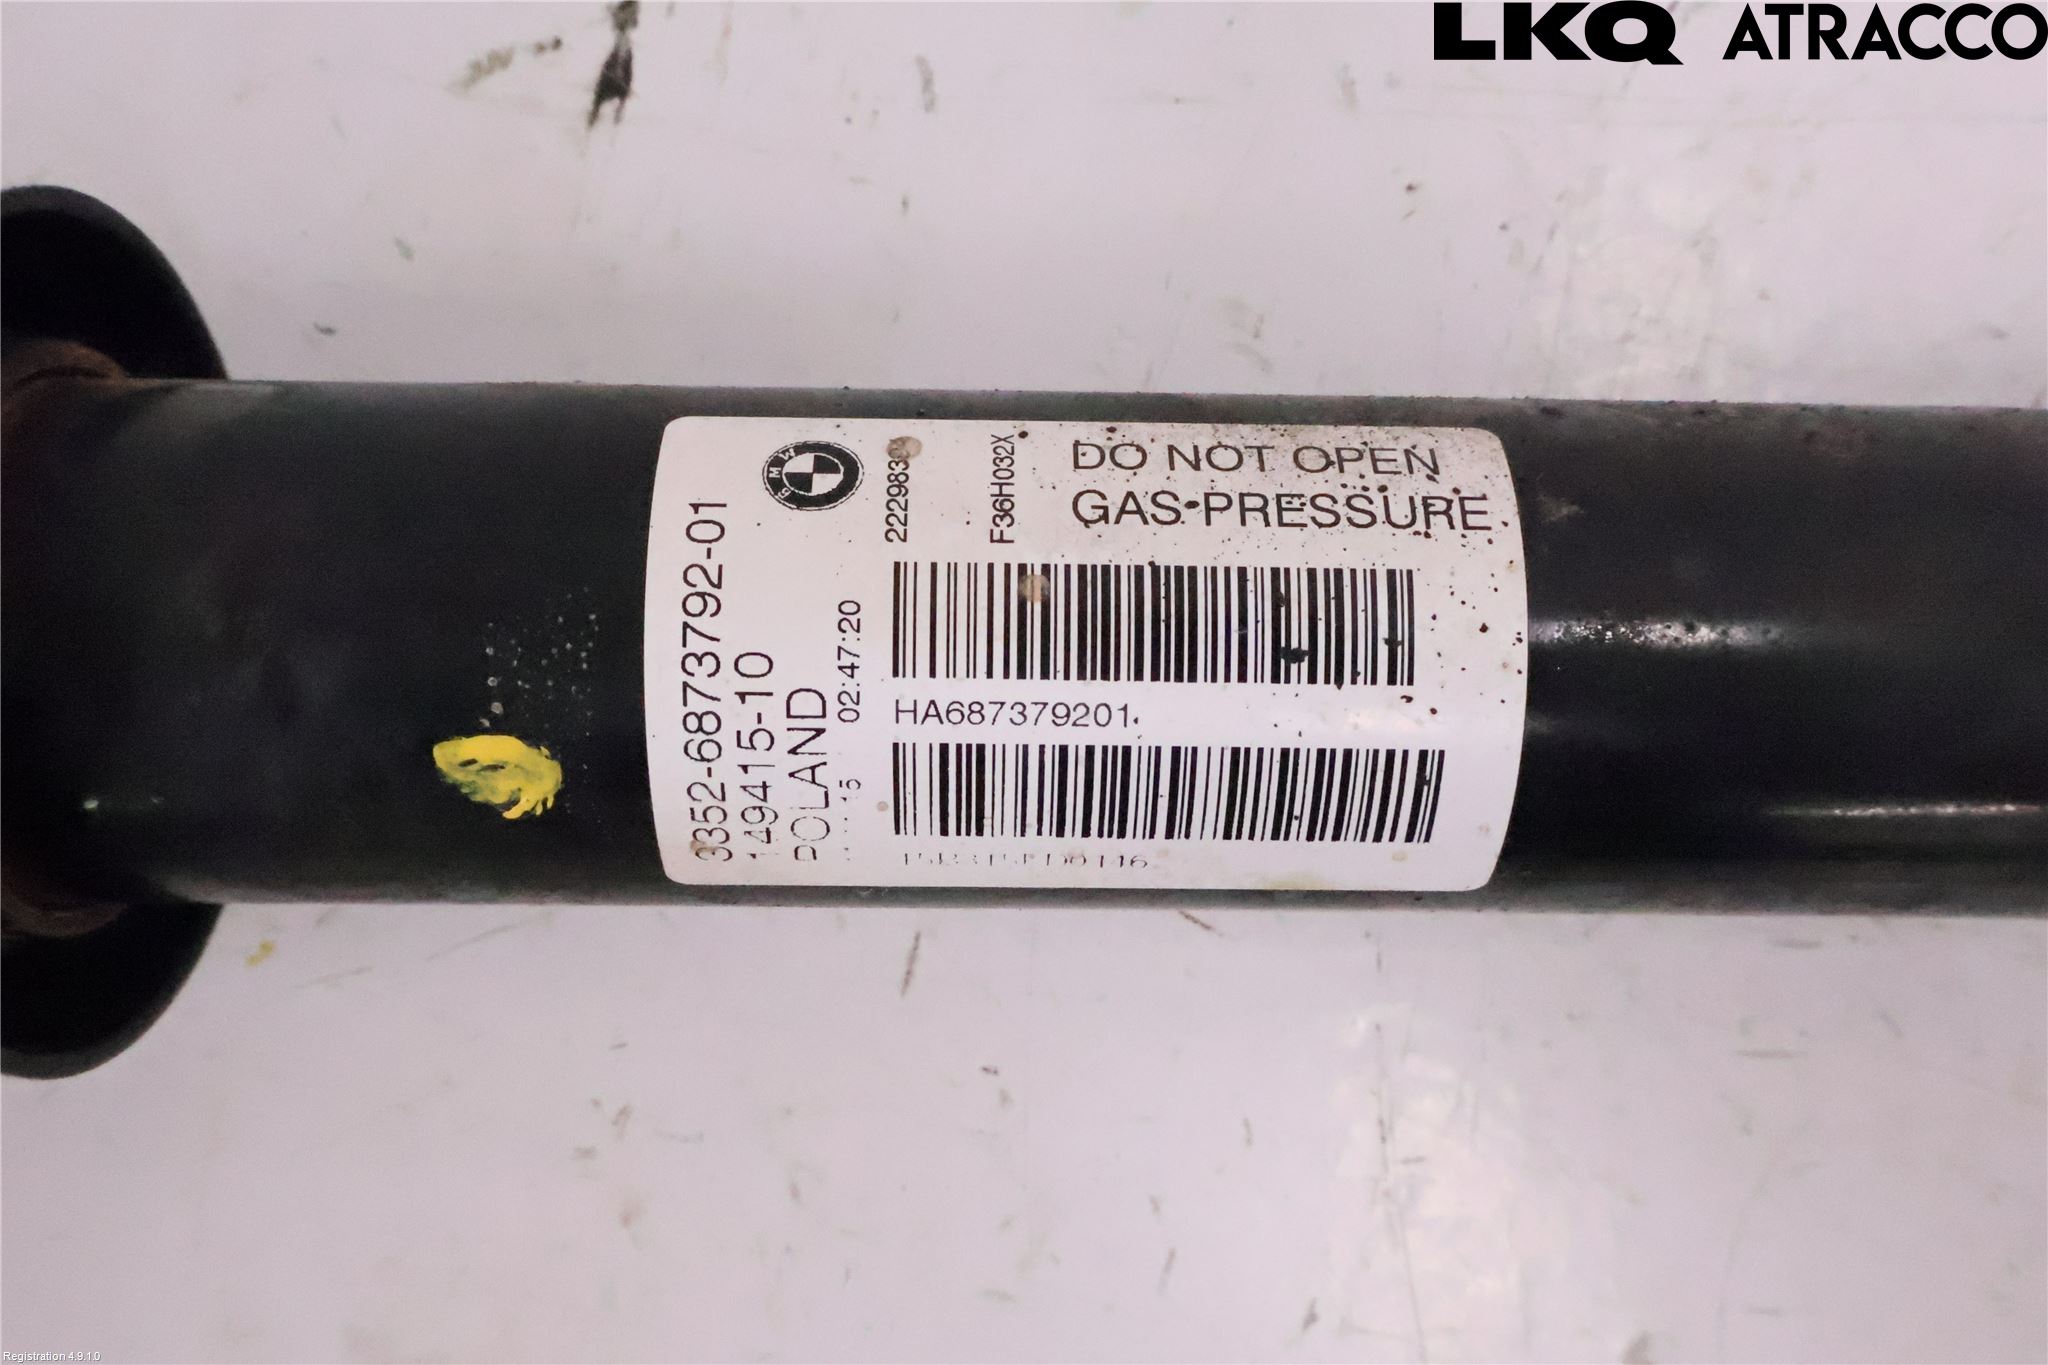 LKQ ATRACCO
3352-6873792-01
149415-10
POLAND
02:47:20
F36H032X
DO NOT OPEN
GAS PRESSURE
HA687379201
Registration 4.9.1.0